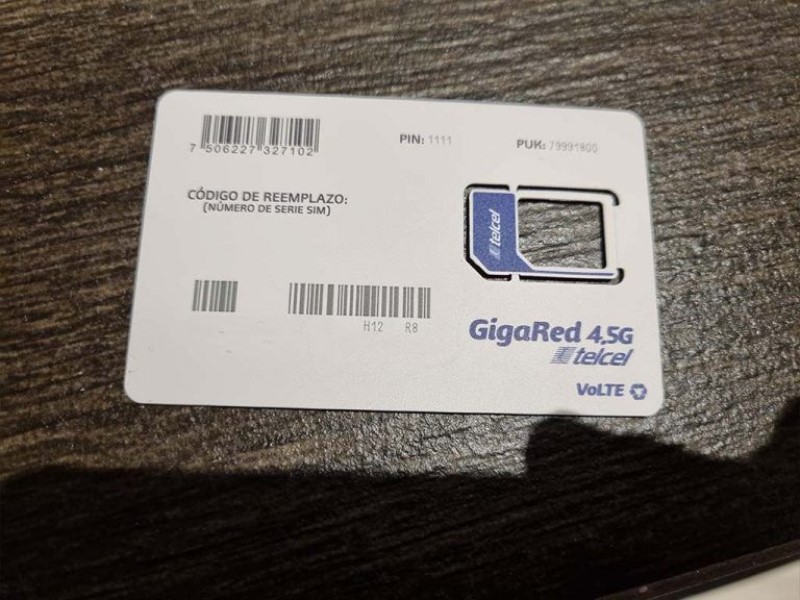 7 506227 327102
PIN: 1111
PUK: 79991800
CÓDIGO DE REEMPLAZO:
(NÚMERO DE SERIE SIM)
telcel
H12 R8
GigaRed 4.5G
telcel
VoLTE